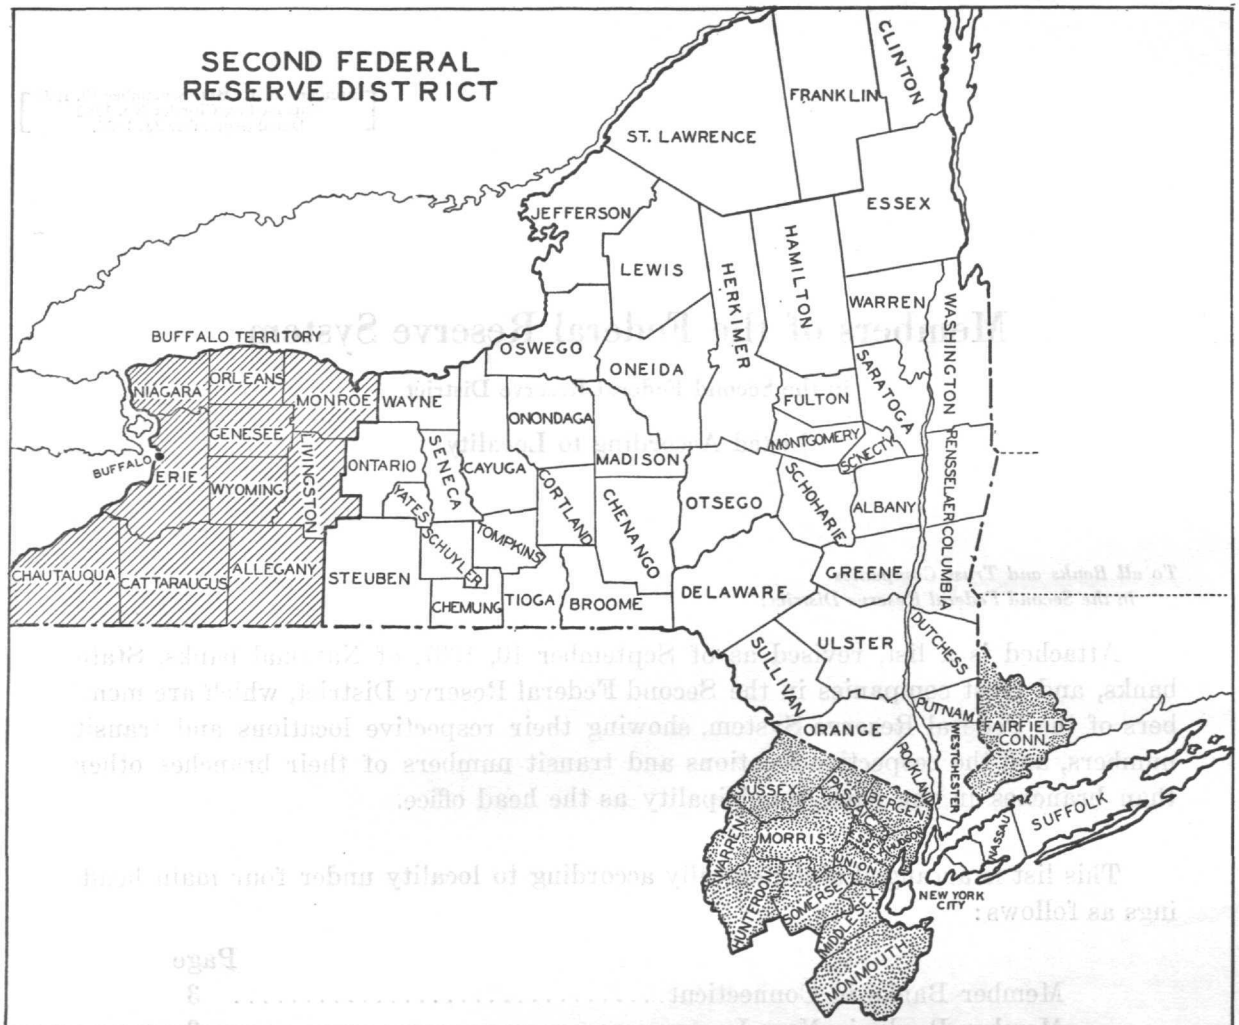 SECOND FEDERAL
RESERVE DISTRICT
CLINTON
FRANKLIN
ST. LAWRENCE
ESSEX
JEFFERSON
LEWIS
HERKIMER
HAMILTON
WARREN
WASHINGTON
BUFFALO TERRITORY
OSWEGO
ONEIDA
SARATOGA
NIAGARA
ORLEANS
MONROE
WAYNE
FULTON
ONONDAGA
MONTGOMERY
GENESEE
SENECA
MADISON
SCNECTY
RENSSELAER
BUFFALO
ERIE
LIVINGSTON
ONTARIO
CAYUGA
WYOMING
YATES
CORTLAND
CHENANGO
OTSEGO
SCHOHARIE
ALBANY
SCHUYLER
TOMPKINS
CHAUTAUQUA
CATTARAUGUS
ALLEGANY
STEUBEN
CHEMUNG
TIOGA
BROOME
DELAWARE
GREENE
COLUMBIA
ULSTER
DUTCHESS
SULLIVAN
PUTNAM
ORANGE
WESTCHESTER
FAIRFIELD
CONN.
SUSSEX
PASSAIC
BERGEN
WARREN
MORRIS
ESSEX
UNION
NASSAU
SUFFOLK
HUNTERDON
SOMERSET
MIDDLESEX
NEW YORK
CITY
MONMOUTH